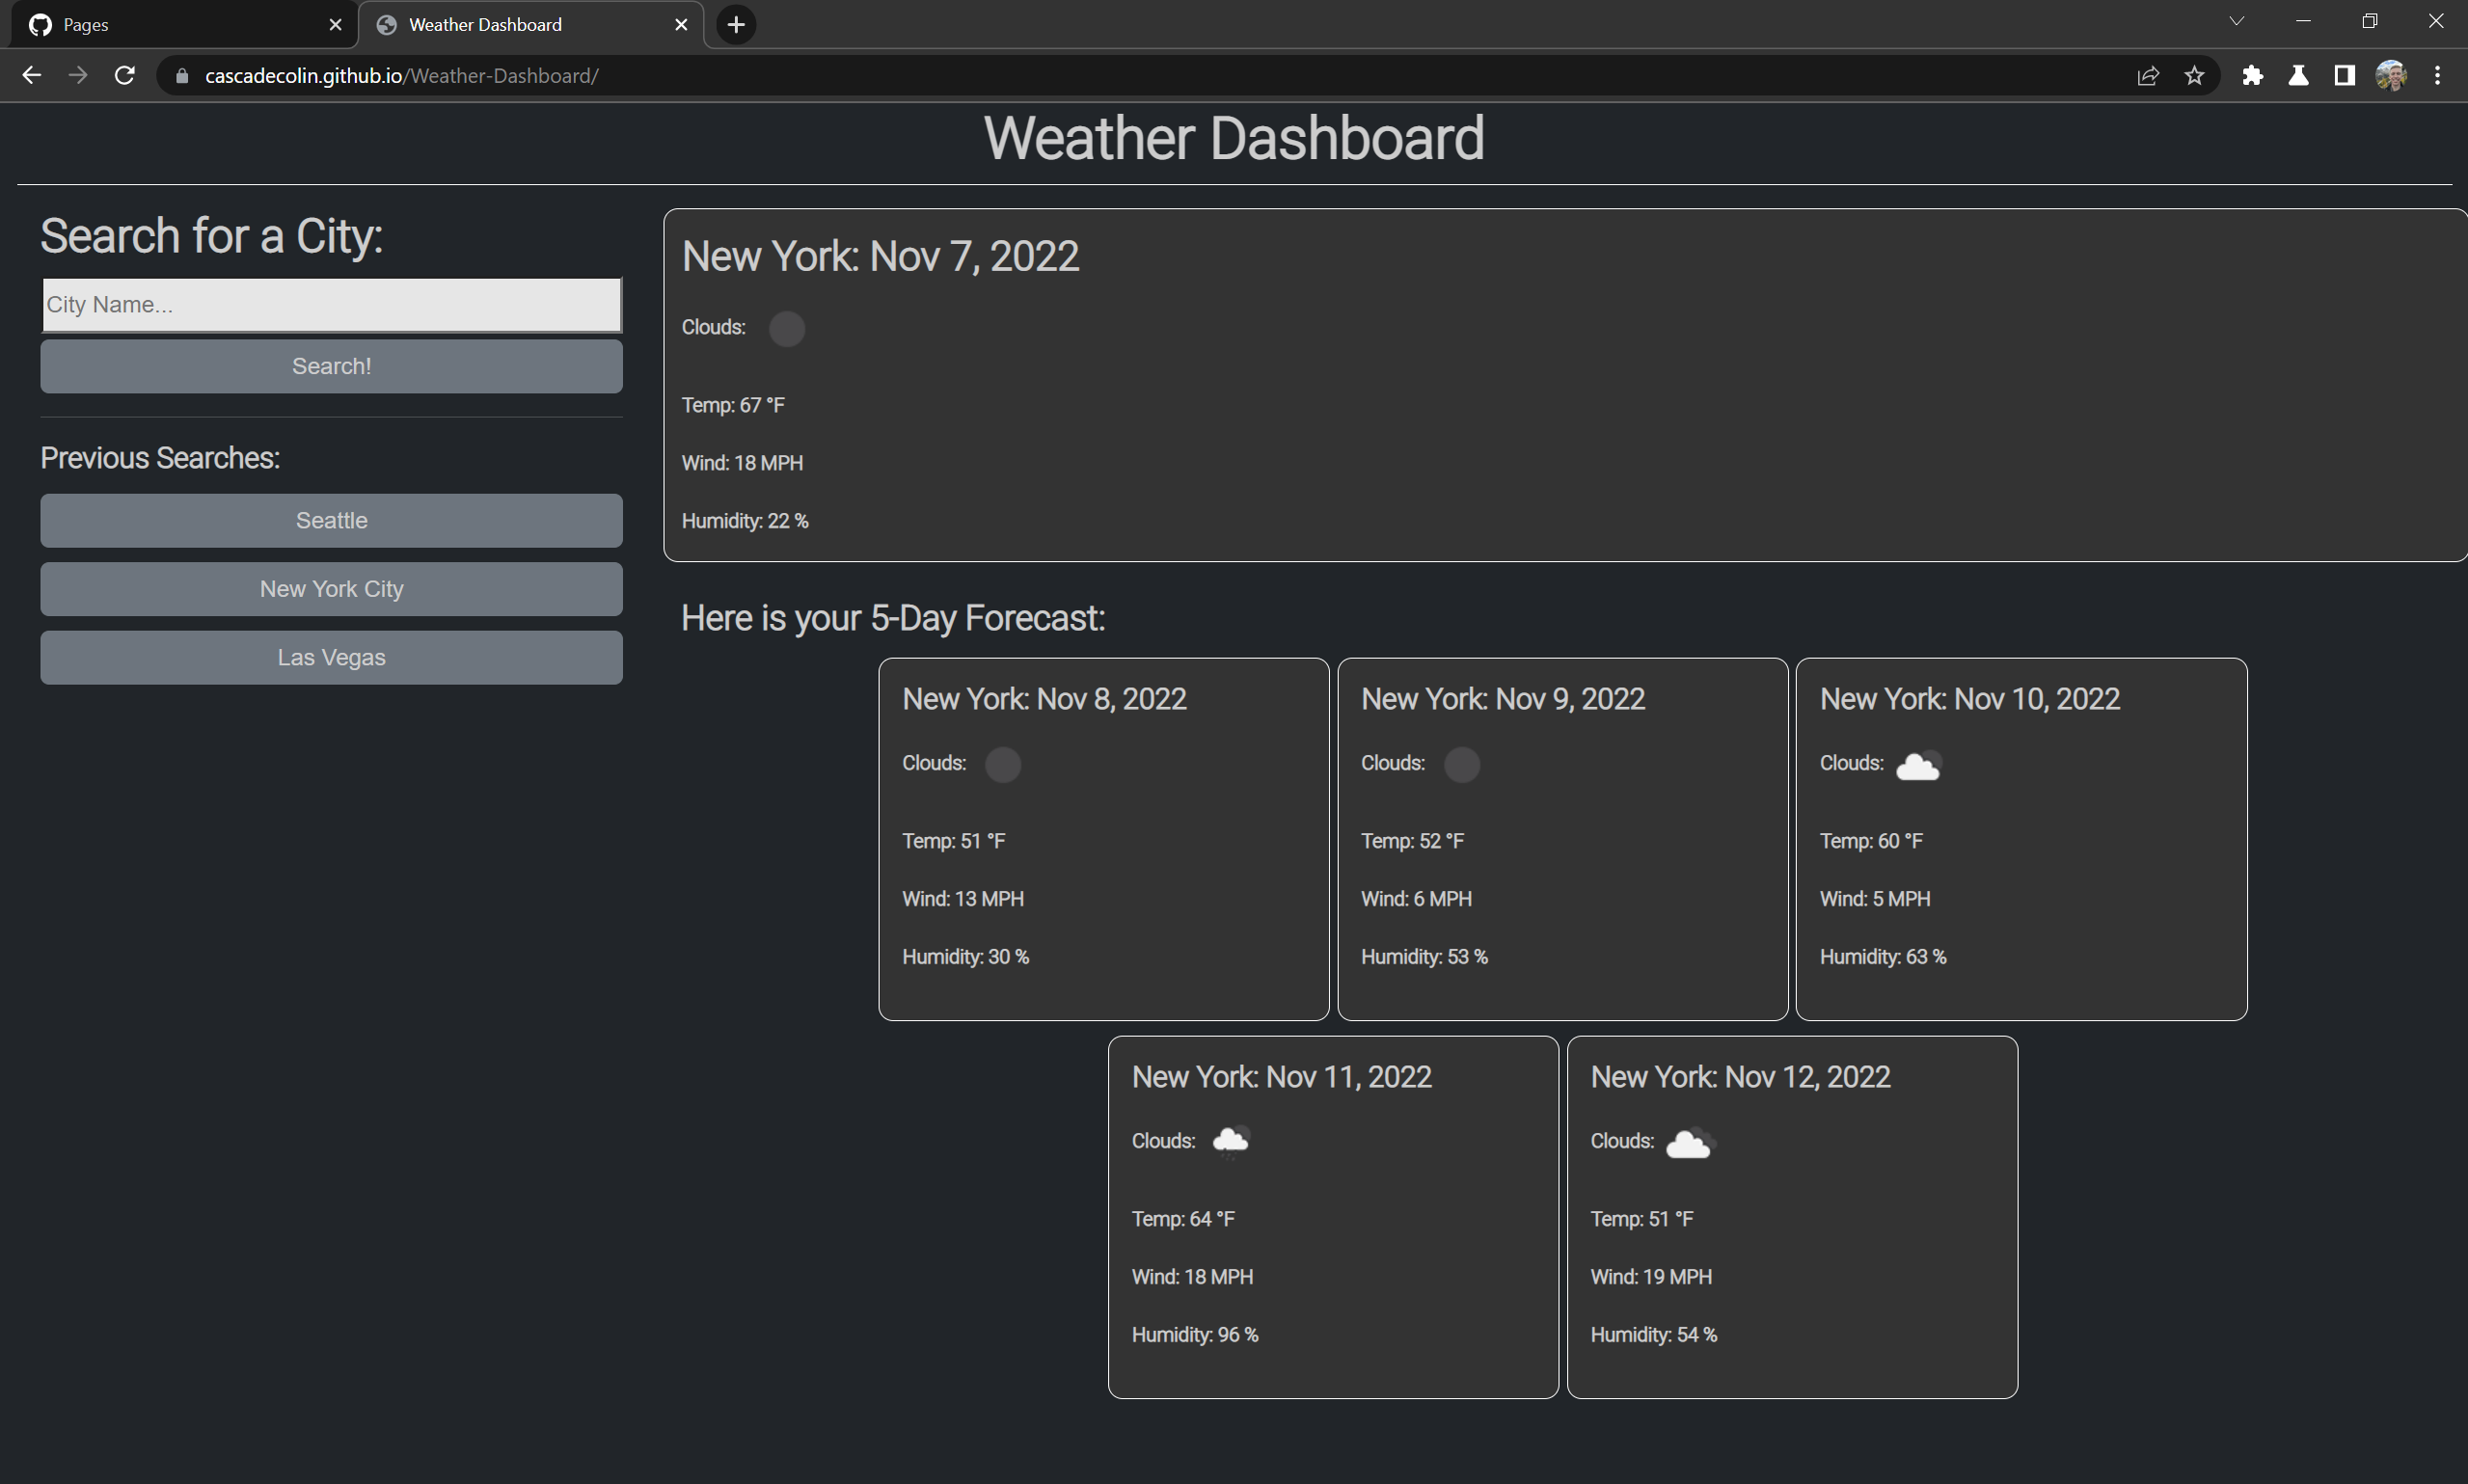 Pages
Weather Dashboard
cascadecolin.github.io/Weather-Dashboard/
Weather Dashboard
Search for a City:
City Name...
Search!
Previous Searches:
Seattle
New York City
Las Vegas
New York: Nov 7, 2022
Clouds:
Temp: 67 °F
Wind: 18 MPH
Humidity: 22 %
Here is your 5-Day Forecast:
New York: Nov 8, 2022
Clouds:
Temp: 51 °F
Wind: 13 MPH
Humidity: 30 %
New York: Nov 9, 2022
Clouds:
Temp: 52 °F
Wind: 6 MPH
Humidity: 53 %
New York: Nov 10, 2022
Clouds:
Temp: 60 °F
Wind: 5 MPH
Humidity: 63 %
New York: Nov 11, 2022
Clouds:
Temp: 64 °F
Wind: 18 MPH
Humidity: 96 %
New York: Nov 12, 2022
Clouds:
Temp: 51 °F
Wind: 19 MPH
Humidity: 54 %